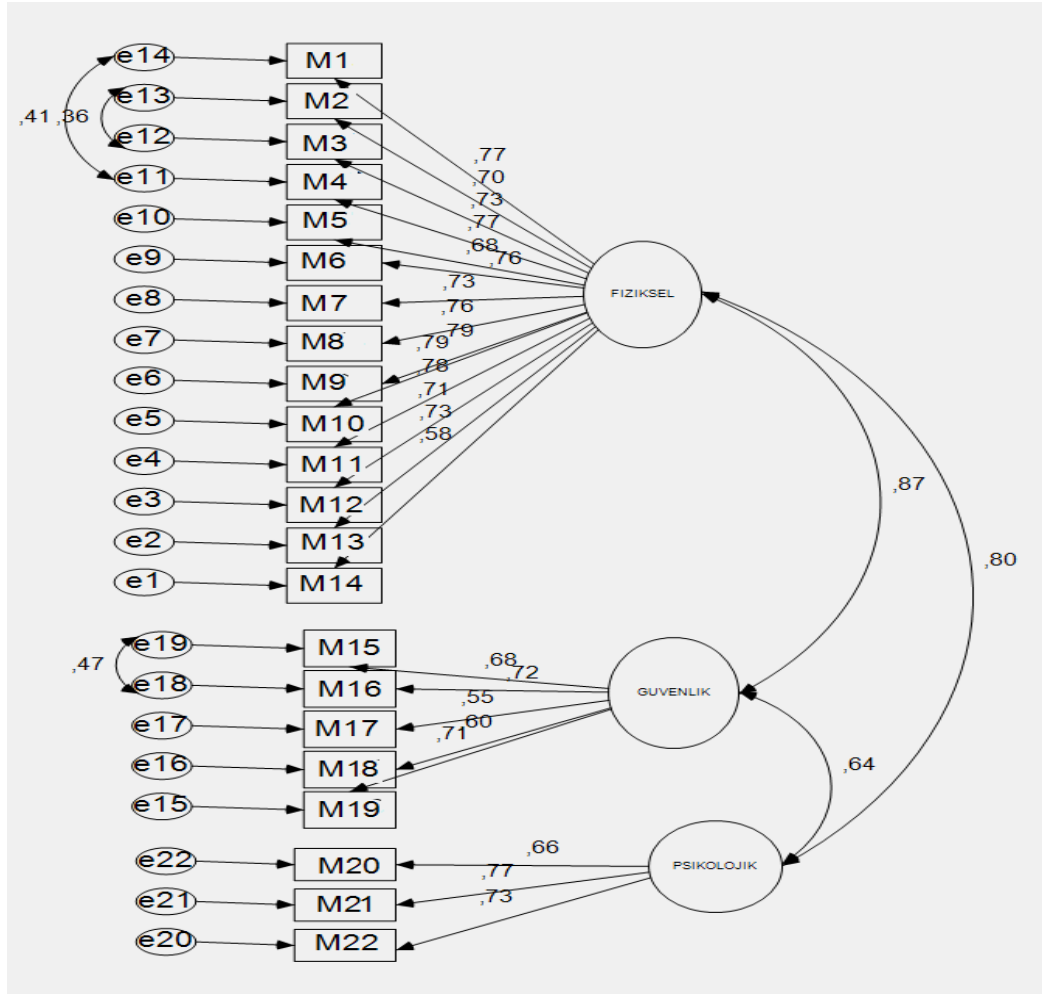 e14 M1
e13 M2
,41 ,36
e12 M3
e11 M4
e10 M5
e9 M6
e8 M7
e7 M8
e6 M9
e5 M10
e4 M11
e3 M12
e2 M13
e1 M14
,77
,70
,73
,77
,68
,76
,73
,76
,79
,79
,78
,71
,73
,58
FIZIKSEL
,87
,80
e19 M15
,47
e18 M16
e17 M17
e16 M18
e15 M19
,68
,72
,55
,60
,71
GUVENLIK
,64
e22 M20
e21 M21
e20 M22
,66
,77
,73
PSIKOLOJIK